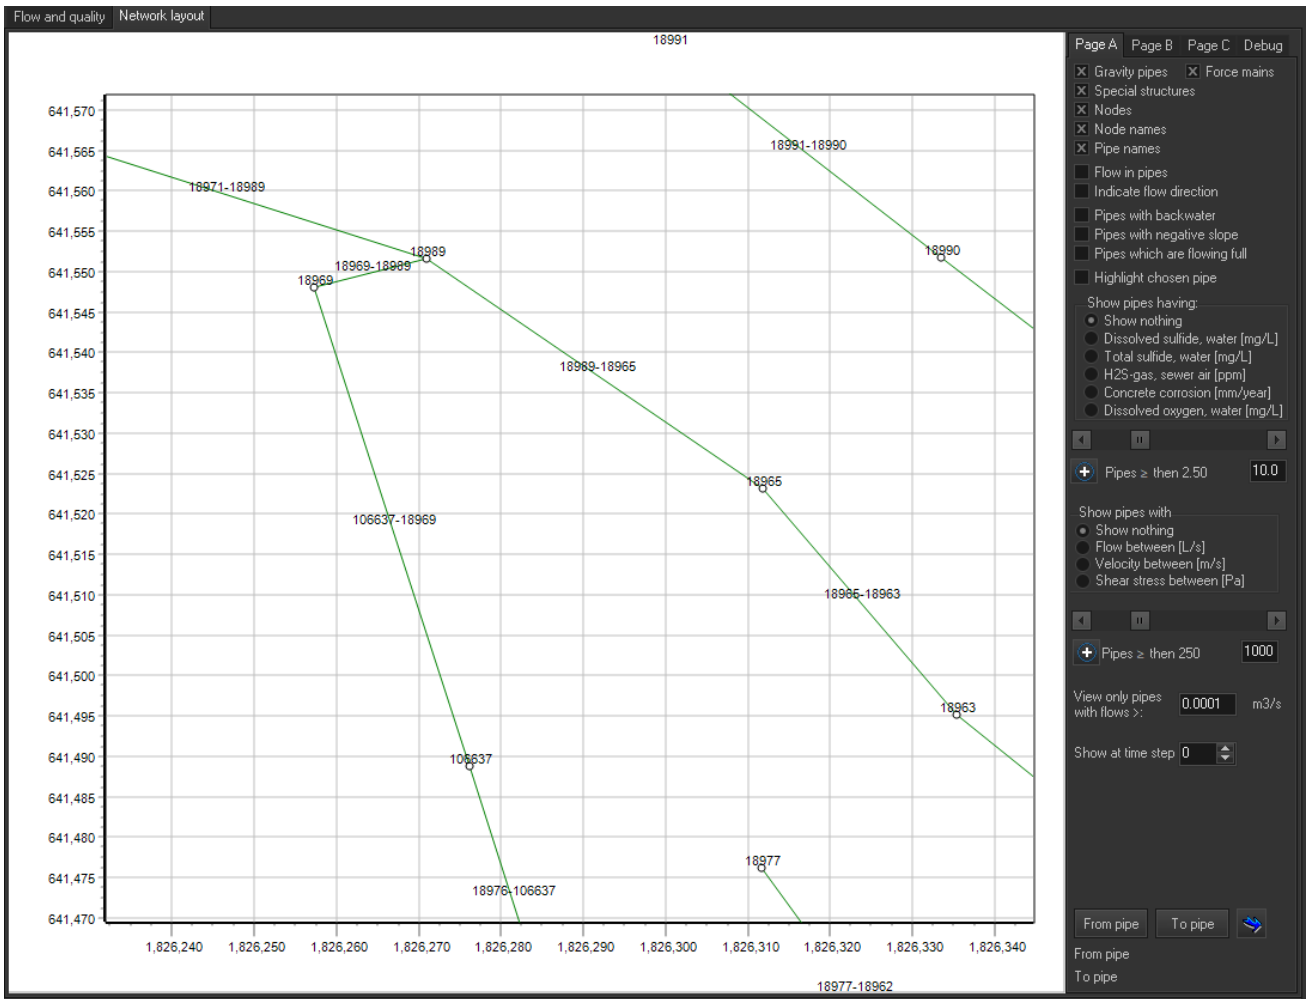 Flow and quality
Network layout
18991
641,570
641,565
641,560
641,555
641,550
641,545
641,540
641,535
641,530
641,525
641,520
641,515
641,510
641,505
641,500
641,495
641,490
641,485
641,480
641,475
641,470
18991-18990
18971-18989
18989
18990
18969-18989
18969
18989-18965
18965
106637-18969
18965-18963
18963
106637
18977
18976-106637
1,826,240
1,826,250
1,826,260
1,826,270
1,826,280
1,826,290
1,826,300
1,826,310
1,826,320
1,826,330
1,826,340
18977-18962
Page A
Page B
Page C
Debug
Gravity pipes
Force mains
Special structures
Nodes
Node names
Pipe names
Flow in pipes
Indicate flow direction
Pipes with backwater
Pipes with negative slope
Pipes which are flowing full
Highlight chosen pipe
Show pipes having:
Show nothing
Dissolved sulfide, water [mg/L]
Total sulfide, water [mg/L]
H2S-gas, sewer air [ppm]
Concrete corrosion [mm/year]
Dissolved oxygen, water [mg/L]
Pipes ≥ then 2.50
10.0
Show pipes with
Show nothing
Flow between [L/s]
Velocity between [m/s]
Shear stress between [Pa]
Pipes ≥ then 250
1000
View only pipes
with flows >:
0.0001
m3/s
Show at time step
0
From pipe
To pipe
From pipe
To pipe